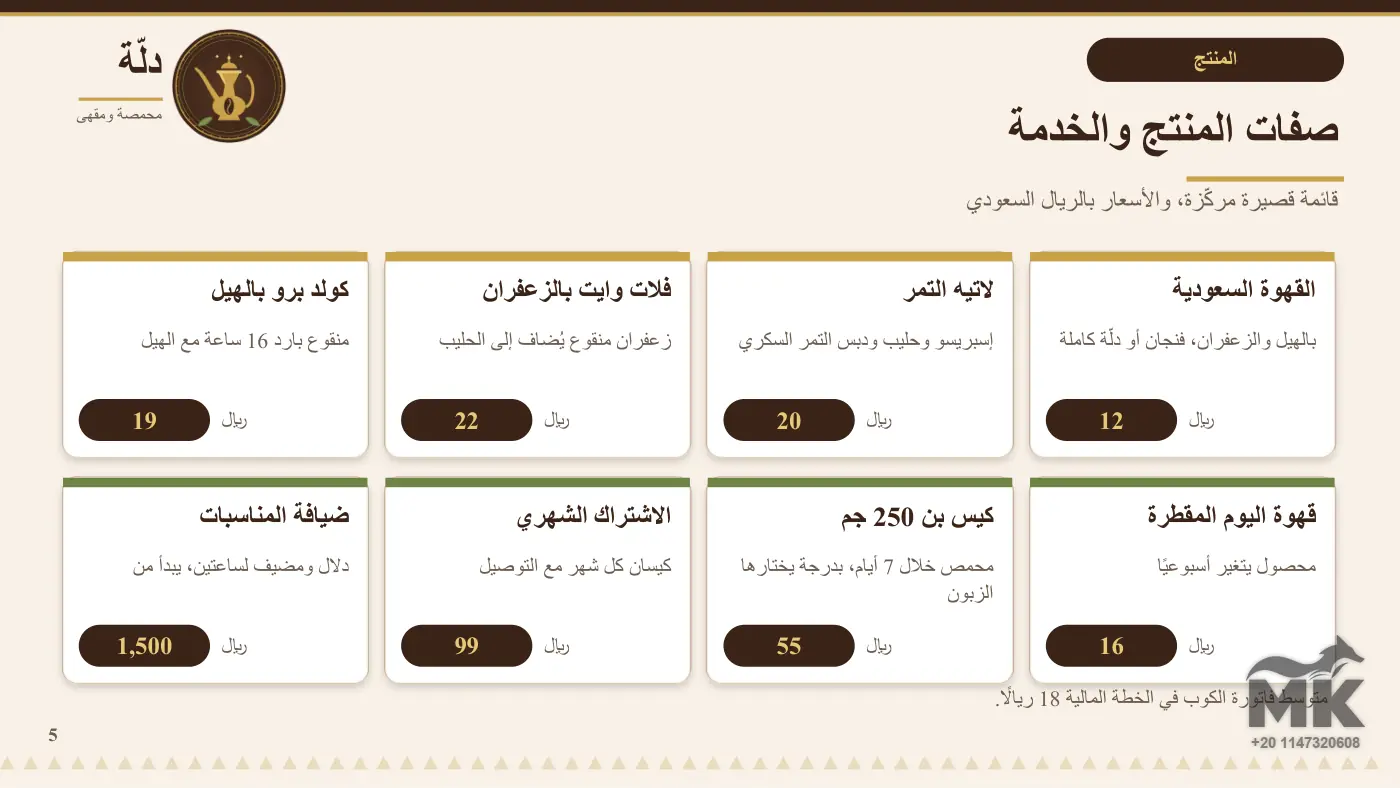 المنتج
دلّة
محمصة ومقهى
صفات المنتج والخدمة
قائمة قصيرة مركّزة، والأسعار بالريال السعودي
القهوة السعودية
بالهيل والزعفران، فنجان أو دلّة كاملة
12 ريال
لاتيه التمر
إسبريسو وحليب ودبس التمر السكري
20 ريال
فلات وايت بالزعفران
زعفران منقوع يُضاف إلى الحليب
22 ريال
كولد برو بالهيل
منقوع بارد 16 ساعة مع الهيل
19 ريال
قهوة اليوم المقطرة
محصول يتغير أسبوعيًا
16 ريال
كيس بن 250 جم
محمص خلال 7 أيام، بدرجة يختارها
الزبون
55 ريال
الاشتراك الشهري
كيسان كل شهر مع التوصيل
99 ريال
ضيافة المناسبات
دلال ومضيف لساعتين، يبدأ من
1,500 ريال
متوسط فاتورة الكوب في الخطة المالية 18 ريالًا.
MK
+20 1147320608
5